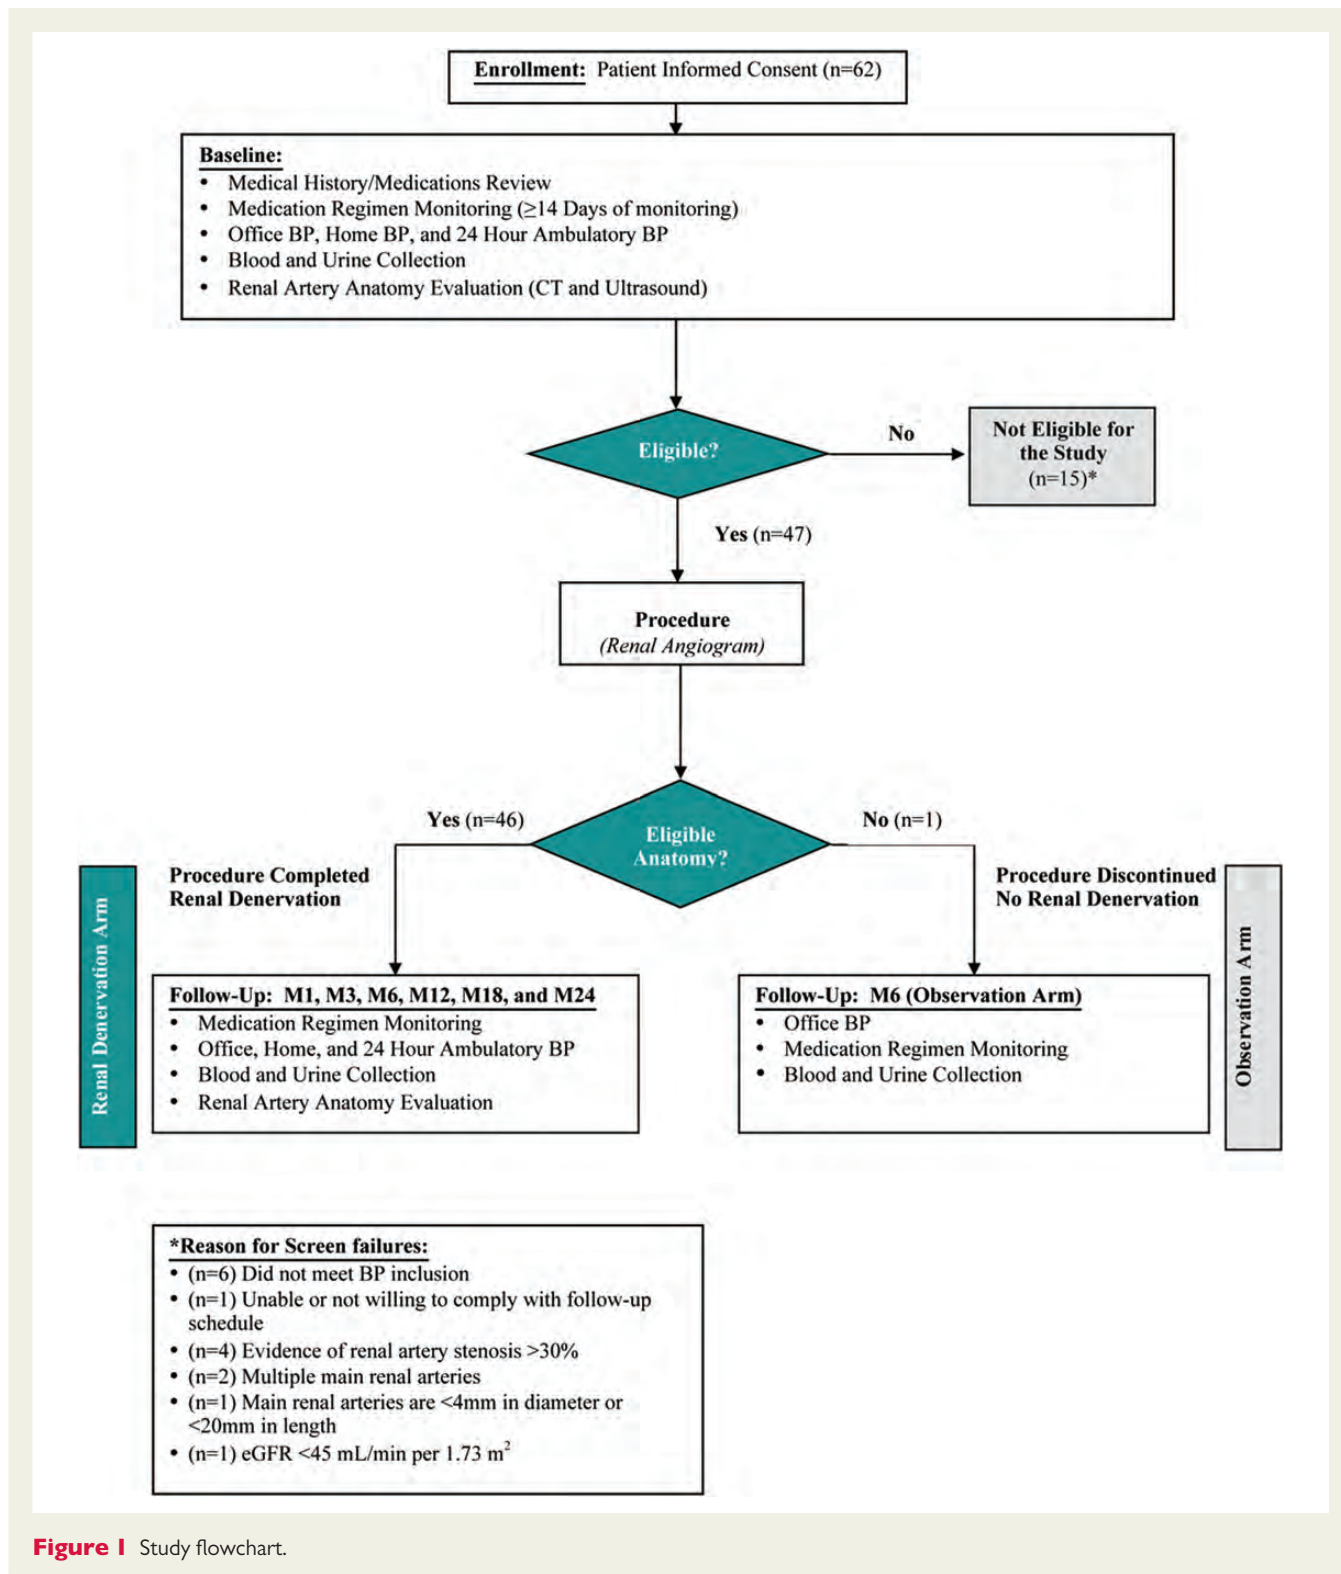 Enrollment: Patient Informed Consent (n=62)
Baseline:
• Medical History/Medications Review
• Medication Regimen Monitoring (≥14 Days of monitoring)
• Office BP, Home BP, and 24 Hour Ambulatory BP
• Blood and Urine Collection
• Renal Artery Anatomy Evaluation (CT and Ultrasound)
Eligible?
No
Not Eligible for
the Study
(n=15)*
Yes (n=47)
Procedure
(Renal Angiogram)
Eligible
Anatomy?
Yes (n=46)
No (n=1)
Procedure Completed
Renal Denervation
Procedure Discontinued
No Renal Denervation
Renal Denervation Arm
Follow-Up: M1, M3, M6, M12, M18, and M24
• Medication Regimen Monitoring
• Office, Home, and 24 Hour Ambulatory BP
• Blood and Urine Collection
• Renal Artery Anatomy Evaluation
Follow-Up: M6 (Observation Arm)
• Office BP
• Medication Regimen Monitoring
• Blood and Urine Collection
Observation Arm
*Reason for Screen failures:
• (n=6) Did not meet BP inclusion
• (n=1) Unable or not willing to comply with follow-up
schedule
• (n=4) Evidence of renal artery stenosis >30%
• (n=2) Multiple main renal arteries
• (n=1) Main renal arteries are <4mm in diameter or
<20mm in length
• (n=1) eGFR <45 mL/min per 1.73 m²
Figure 1 Study flowchart.